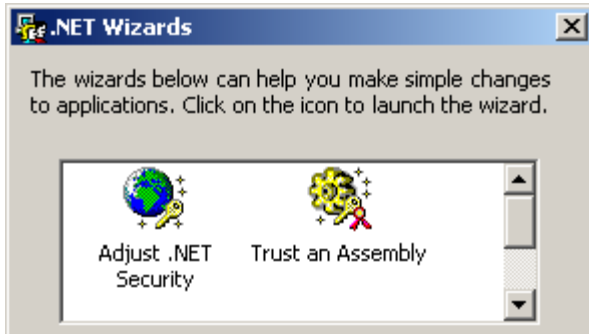 .NET Wizards
The wizards below can help you make simple changes
to applications. Click on the icon to launch the wizard.
Adjust .NET Trust an Assembly
Security